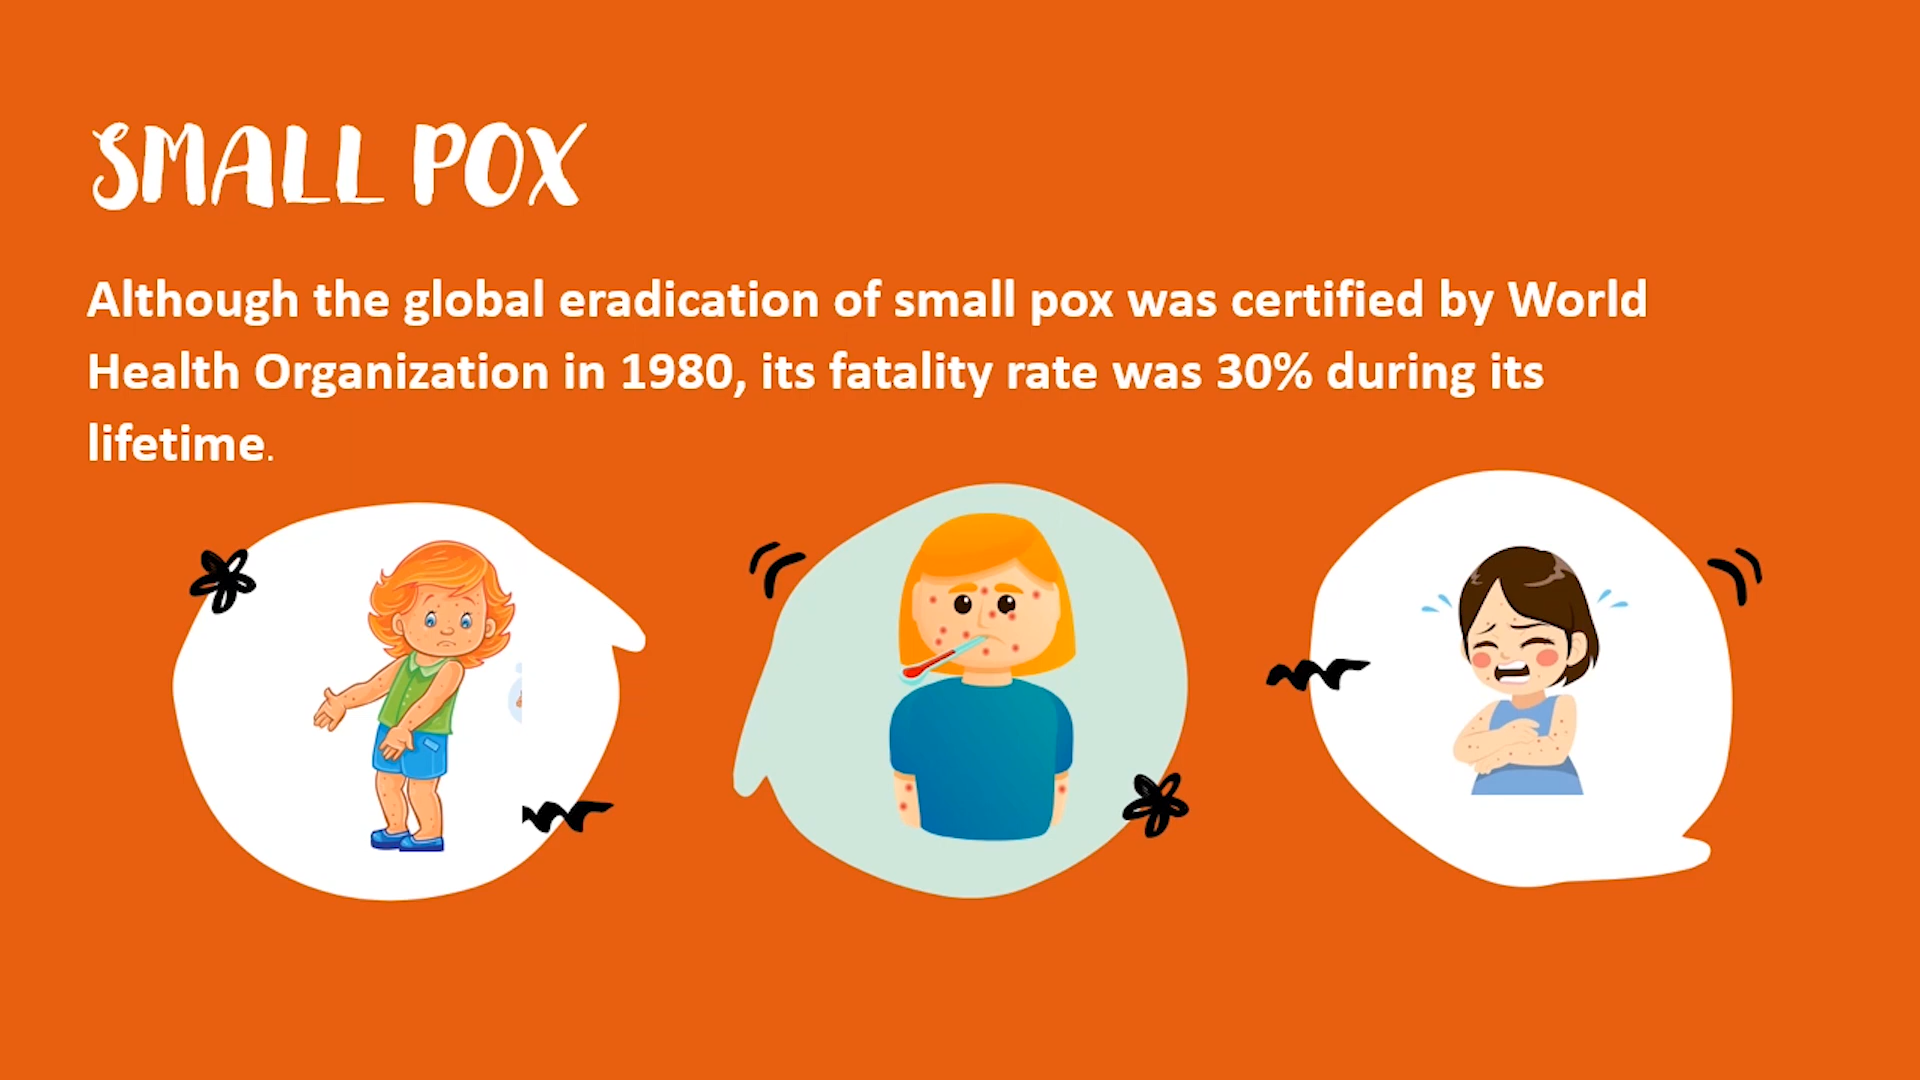 SMALL POX
Although the global eradication of small pox was certified by World
Health Organization in 1980, its fatality rate was 30% during its
lifetime.